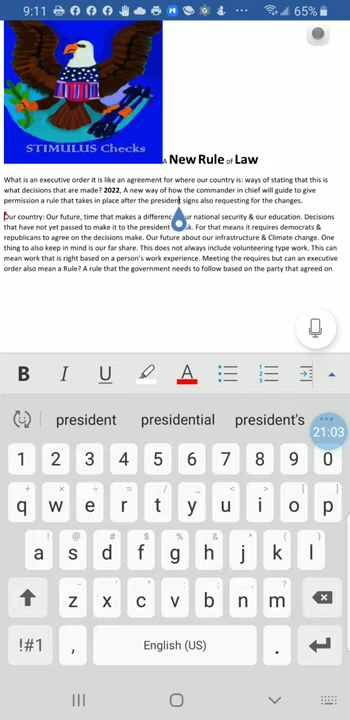 9:11
65%
STIMULUS Checks
A New Rule of Law
What is an executive order it is like an agreement for where our country is: ways of stating that this is
what decisions that are made? 2022, A new way of how the commander in chief will guide to give
permission a rule that takes in place after the president signs also requesting for the changes.
Our country: Our future, time that makes a differenc ur national security & our education. Decisions
that have not yet passed to make it to the president sk. For that means it requires democrats &
republicans to agree on the decisions make. Our future about our infrastructure & Climate change. One
thing to also keep in mind is our far share. This does not always include volunteering type work. This can
mean work that is right based on a person's work experience. Meeting the requires but can an executive
order also mean a Rule? A rule that the government needs to follow based on the party that agreed on
B I U A
president presidential president's
21:03
1 2 3 4 5 6 7 8 9 0
q w e r t y u i o p
a s d f g h j k l
z x c v b n m
!#1 , English (US) .